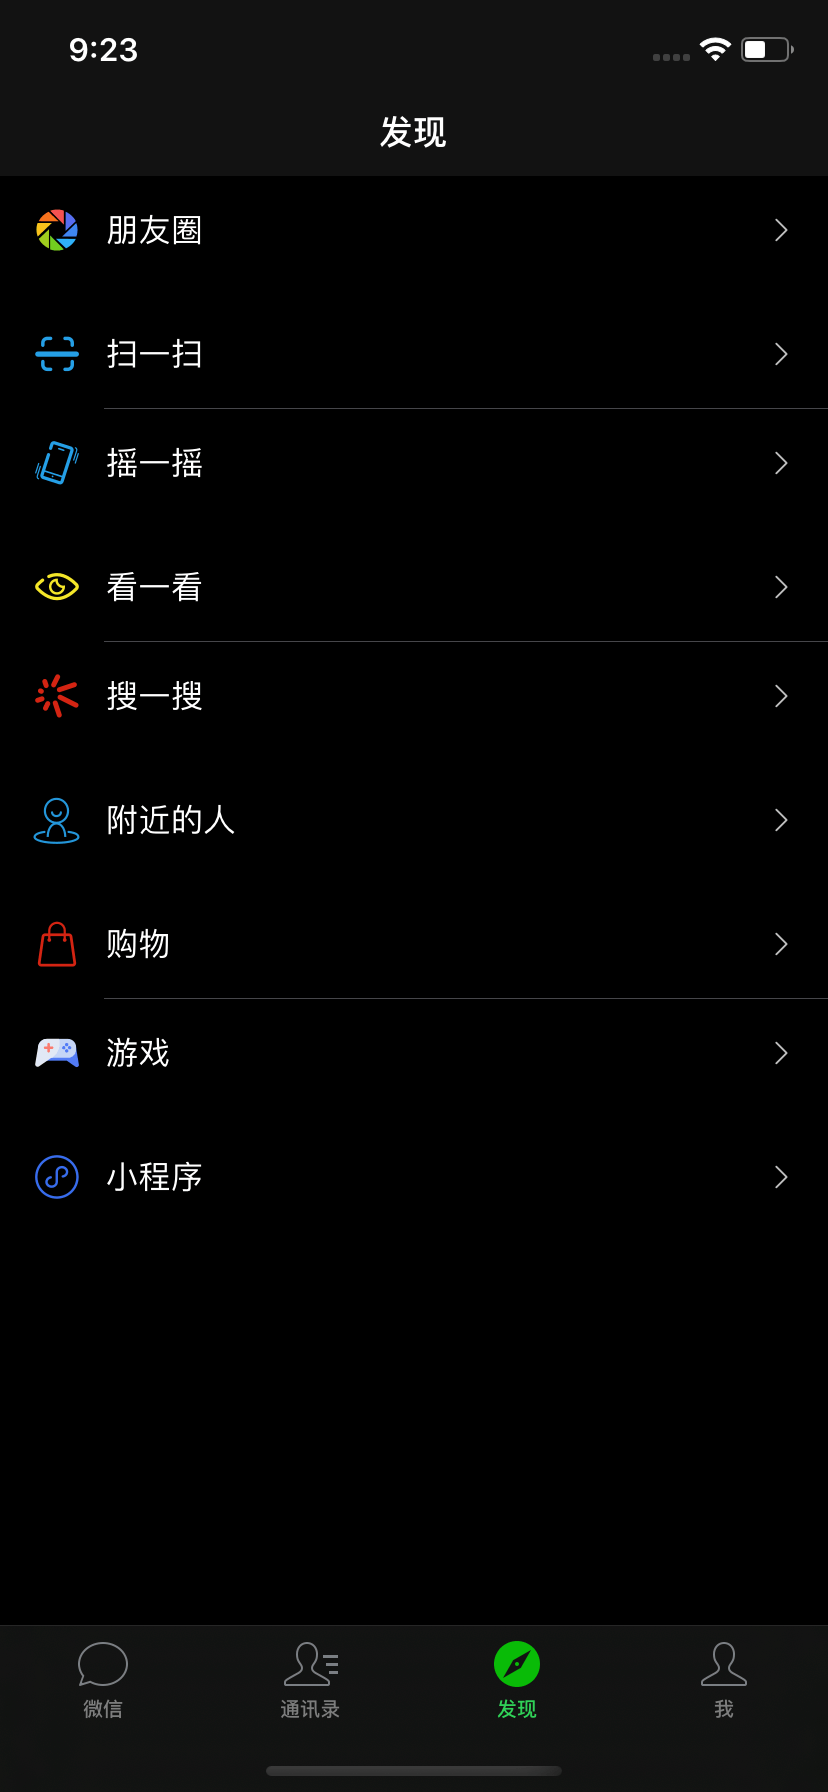 9:23
发现
朋友圈
扫一扫
摇一摇
看一看
搜一搜
附近的人
购物
游戏
小程序
微信
通讯录
发现
我